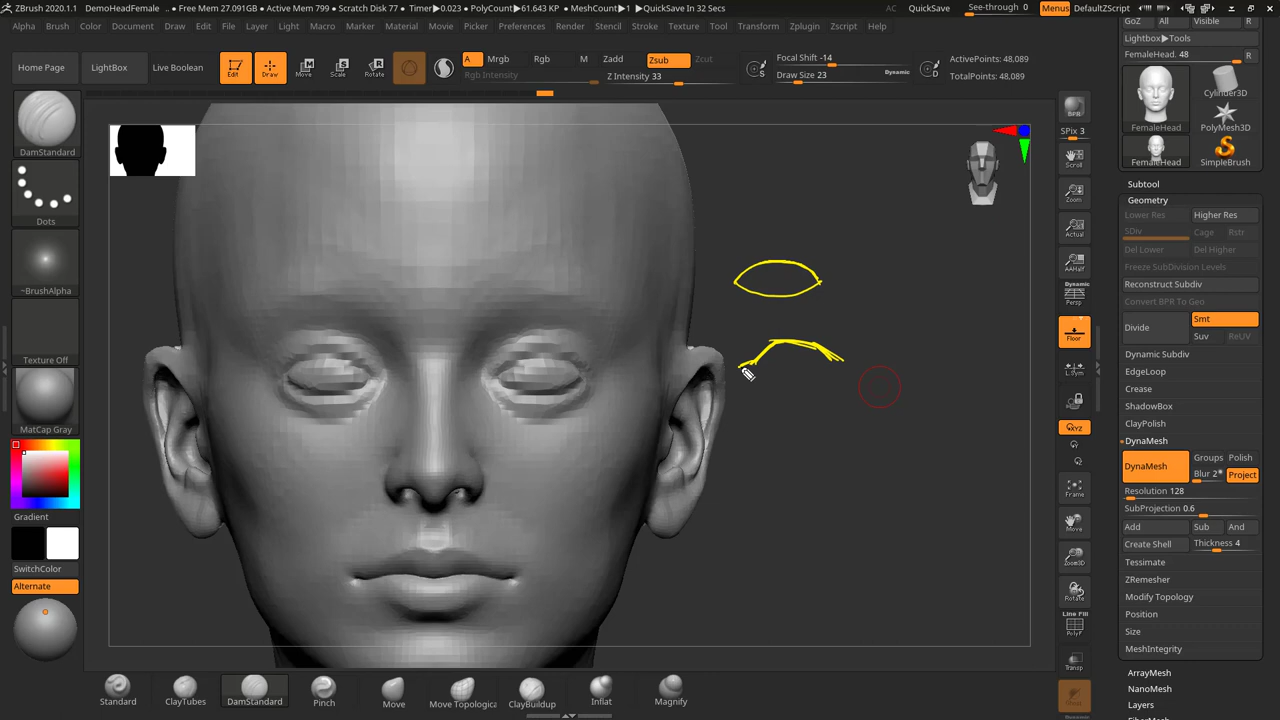 ZBrush 2020.1.1 DemoHeadFemale • Free Mem 27.091GB • Active Mem 799 • Scratch Disk 77 • Timer▶0.023 • PolyCount▶61.643 KP • MeshCount▶1 ▶QuickSave In 32 Secs AC QuickSave See-through 0 Menus DefaultZScript
Alpha Brush Color Document Draw Edit File Layer Light Macro Marker Material Movie Picker Preferences Render Stencil Stroke Texture Tool Transform Zplugin Zscript Help
GoZ All Visible R
Lightbox▶Tools
FemaleHead. 48 R
Home Page LightBox Live Boolean Edit Draw Move Scale Rotate A Mrgb Rgb M Zadd Zsub Zcut Focal Shift -14 ActivePoints: 48,089
Rgb Intensity Z Intensity 33 Draw Size 23 Dynamic TotalPoints: 48,089
S D
Cylinder3D
FemaleHead PolyMesh3D
FemaleHead SimpleBrush
DamStandard
Dots
~BrushAlpha
Texture Off
MatCap Gray
Gradient
SwitchColor
Alternate
BPR
SPix 3
Scroll
Zoom
Actual
AAHalf
Dynamic
Persp
Floor
L.Sym
XYZ
Y
Z
Frame
Move
Zoom3D
Rotate
Line Fill
PolyF
Transp
Subtool
Geometry
Lower Res Higher Res
SDiv Cage Rstr
Del Lower Del Higher
Freeze SubDivision Levels
Reconstruct Subdiv
Convert BPR To Geo
Divide Smt
Suv ReUV
Dynamic Subdiv
EdgeLoop
Crease
ShadowBox
ClayPolish
DynaMesh
DynaMesh Groups Polish
Blur 2 Project
Resolution 128
SubProjection 0.6
Add Sub And
Create Shell Thickness 4
Tessimate
ZRemesher
Modify Topology
Position
Size
MeshIntegrity
ArrayMesh
NanoMesh
Layers
Standard ClayTubes DamStandard Pinch Move Move Topologica ClayBuildup Inflat Magnify